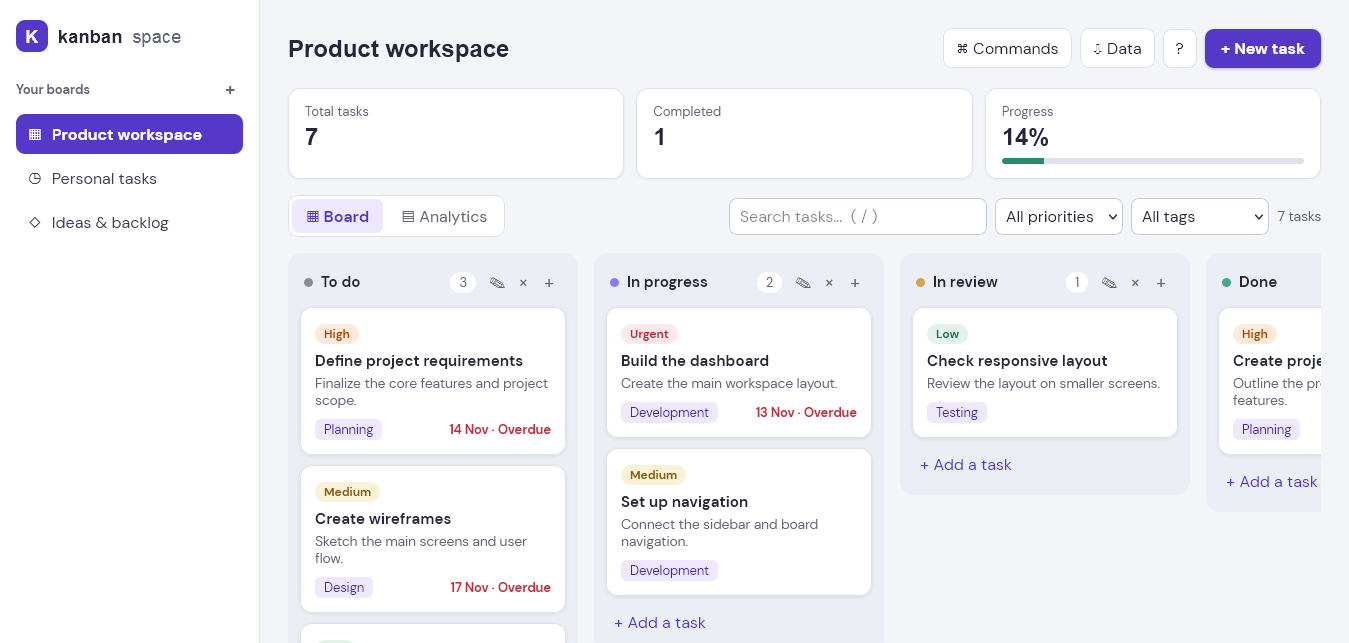 K kanban space
Your boards +
Product workspace
Personal tasks
Ideas & backlog
Product workspace
⌘ Commands
⇩ Data
?
+ New task
Total tasks
7
Completed
1
Progress
14%
Board
Analytics
Search tasks... ( / )
All priorities
All tags
7 tasks
To do 3 ✎ × +
High
Define project requirements
Finalize the core features and project
scope.
Planning 14 Nov · Overdue
Medium
Create wireframes
Sketch the main screens and user
flow.
Design 17 Nov · Overdue
In progress 2 ✎ × +
Urgent
Build the dashboard
Create the main workspace layout.
Development 13 Nov · Overdue
Medium
Set up navigation
Connect the sidebar and board
navigation.
Development
+ Add a task
In review 1 ✎ × +
Low
Check responsive layout
Review the layout on smaller screens.
Testing
+ Add a task
Done
High
Create
Outline the
features.
Planning
+ Add a task